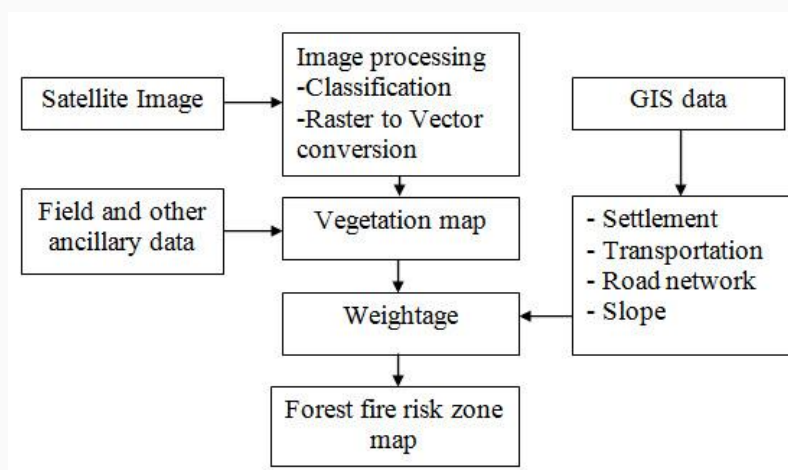 Satellite Image
Image processing
-Classification
-Raster to Vector
conversion
GIS data
Field and other
ancillary data
Vegetation map
- Settlement
- Transportation
- Road network
- Slope
Weightage
Forest fire risk zone
map